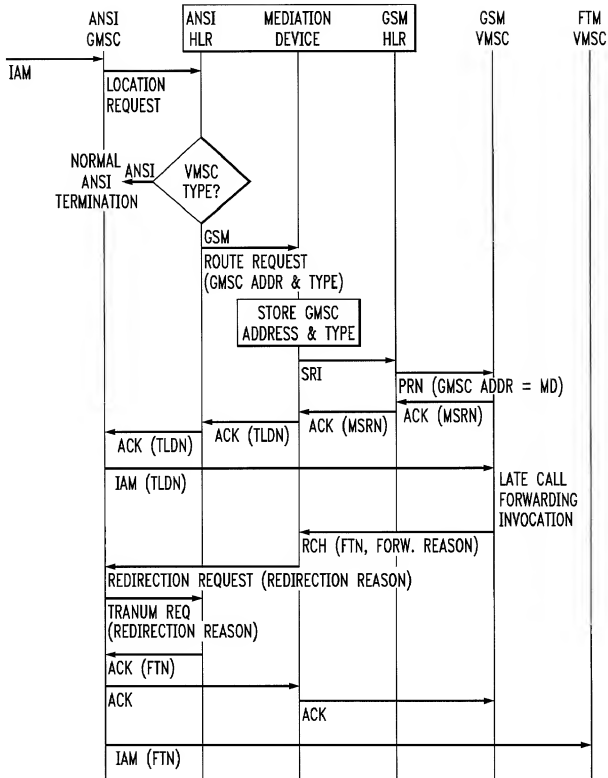 ANSI GMSC
ANSI HLR
MEDIATION DEVICE
GSM HLR
GSM VMSC
FTM VMSC
IAM
LOCATION
REQUEST
NORMAL
ANSI
TERMINATION
ANSI
VMSC
TYPE?
GSM
ROUTE REQUEST
(GMSC ADDR & TYPE)
STORE GMSC
ADDRESS & TYPE
SRI
PRN (GMSC ADDR = MD)
ACK (MSRN)
ACK (MSRN)
ACK (TLDN)
ACK (TLDN)
IAM (TLDN)
LATE CALL
FORWARDING
INVOCATION
RCH (FTN, FORW. REASON)
REDIRECTION REQUEST (REDIRECTION REASON)
TRANUM REQ
(REDIRECTION REASON)
ACK (FTN)
ACK
ACK
IAM (FTN)